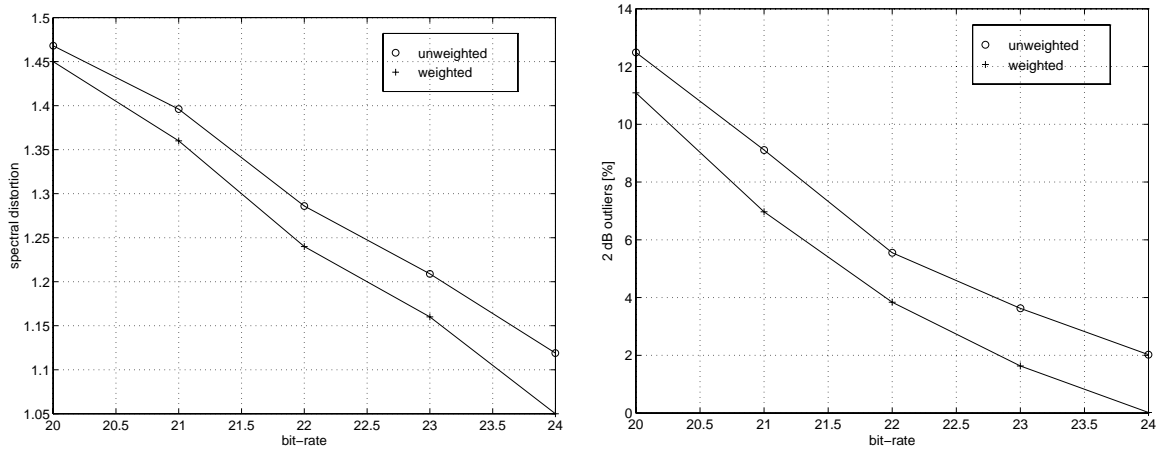 1.5
1.45
1.4
1.35
1.3
1.25
1.2
1.15
1.1
1.05
spectral distortion
20 20.5 21 21.5 22 22.5 23 23.5 24
bit−rate
unweighted
weighted
14
12
10
8
6
4
2
0
2 dB outliers [%]
20 20.5 21 21.5 22 22.5 23 23.5 24
bit−rate
unweighted
weighted